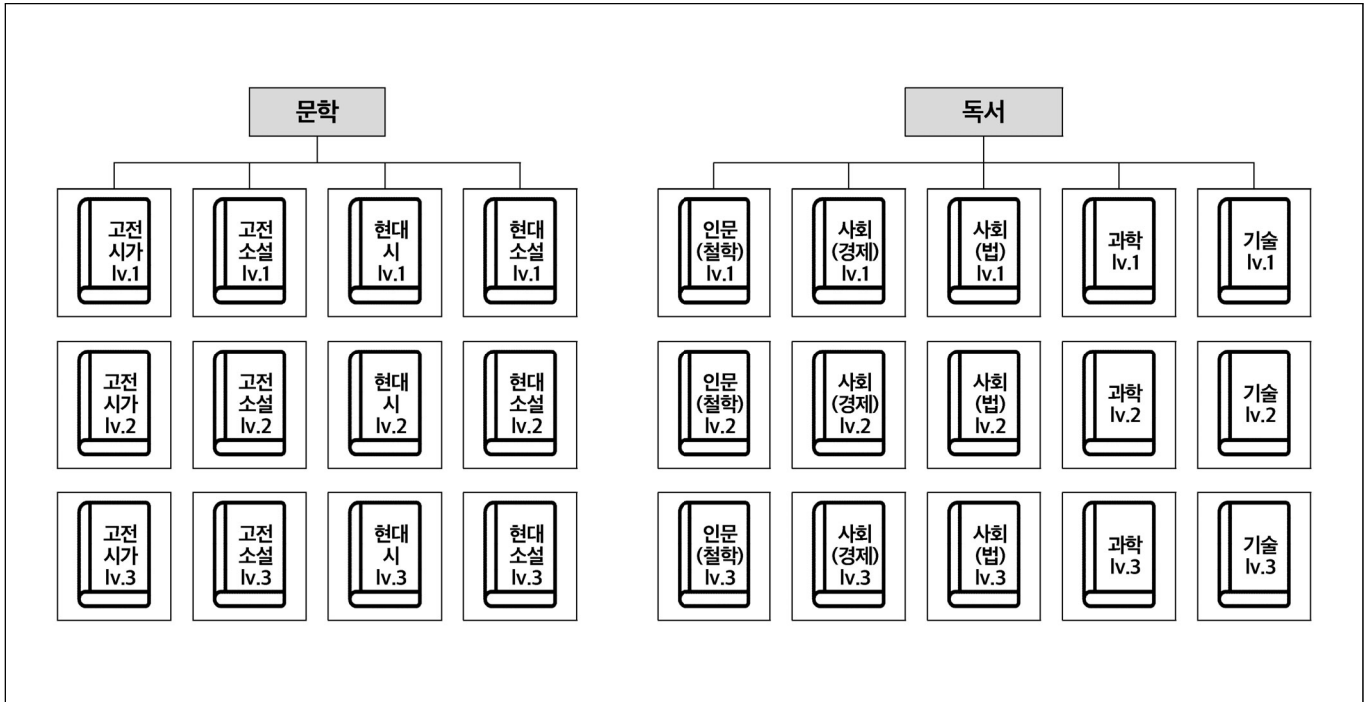 문학
독서
고전
시가
lv.1
고전
소설
lv.1
현대
시
lv.1
현대
소설
lv.1
인문
(철학)
lv.1
사회
(경제)
lv.1
사회
(법)
lv.1
과학
lv.1
기술
lv.1
고전
시가
lv.2
고전
소설
lv.2
현대
시
lv.2
현대
소설
lv.2
인문
(철학)
lv.2
사회
(경제)
lv.2
사회
(법)
lv.2
과학
lv.2
기술
lv.2
고전
시가
lv.3
고전
소설
lv.3
현대
시
lv.3
현대
소설
lv.3
인문
(철학)
lv.3
사회
(경제)
lv.3
사회
(법)
lv.3
과학
lv.3
기술
lv.3